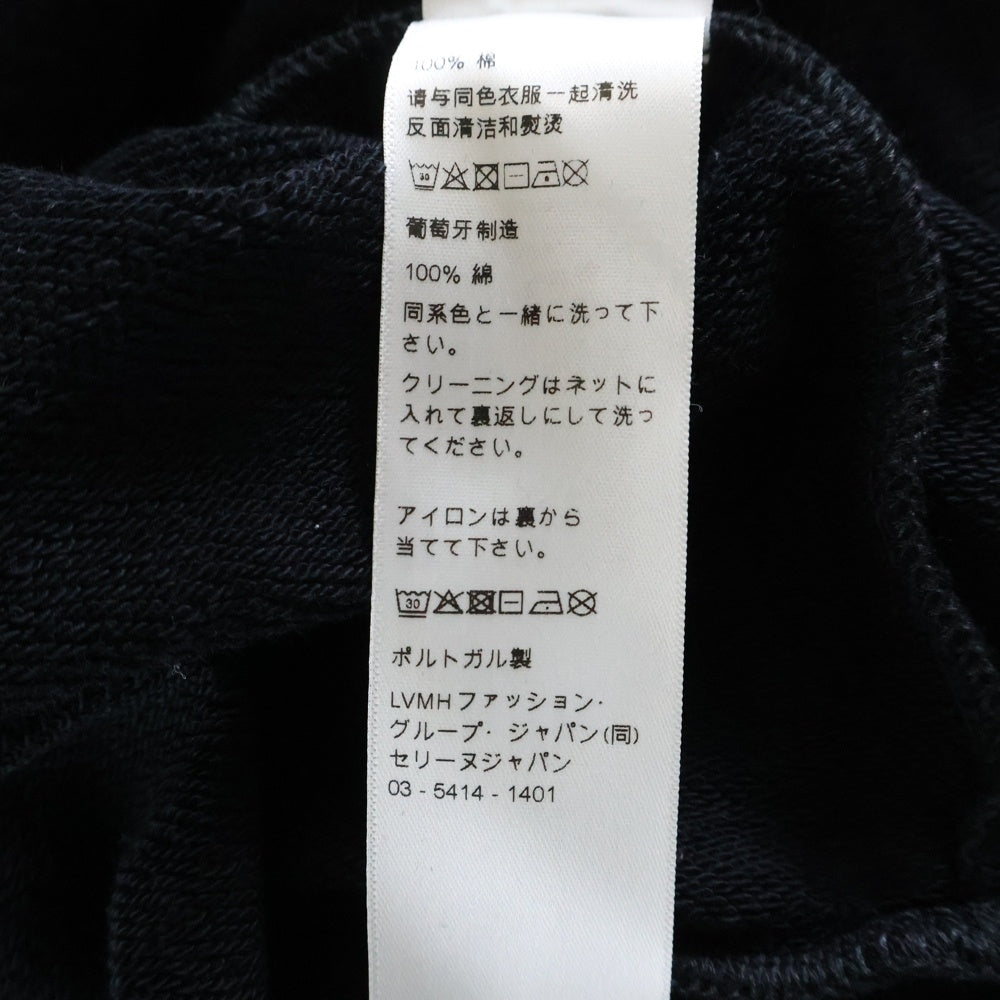 100% 棉
请与同色衣服一起清洗
反面清洁和熨烫
30
葡萄牙制造
100% 綿
同系色と一緒に洗って下
さい。
クリーニングはネットに
入れて裏返しにして洗っ
てください。
アイロンは裏から
当てて下さい。
30
ポルトガル製
LVMHファッション・
グループ・ジャパン(同)
セリーヌジャパン
03 - 5414 - 1401